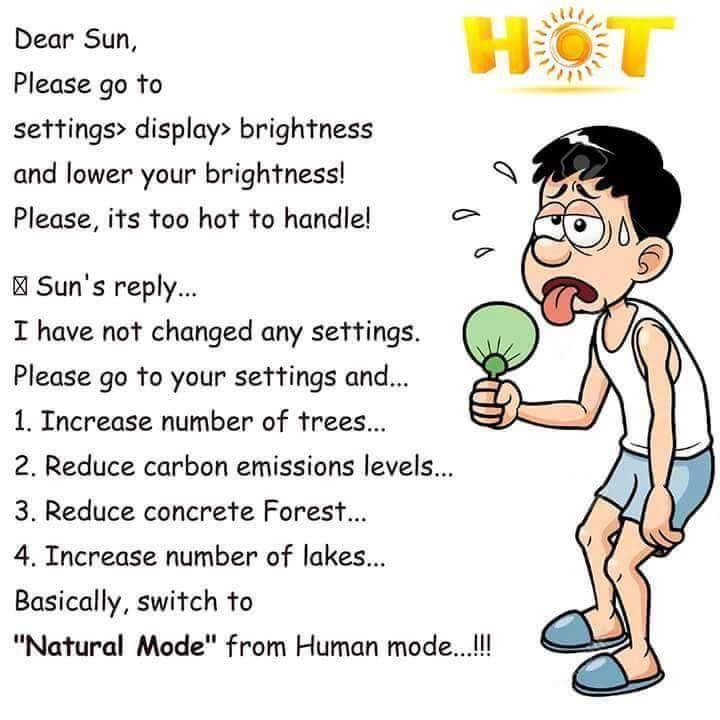 HOT
Dear Sun,
Please go to
settings> display> brightness
and lower your brightness!
Please, its too hot to handle!
Sun's reply...
I have not changed any settings.
Please go to your settings and...
1. Increase number of trees...
2. Reduce carbon emissions levels...
3. Reduce concrete Forest...
4. Increase number of lakes...
Basically, switch to
"Natural Mode" from Human mode...!!!